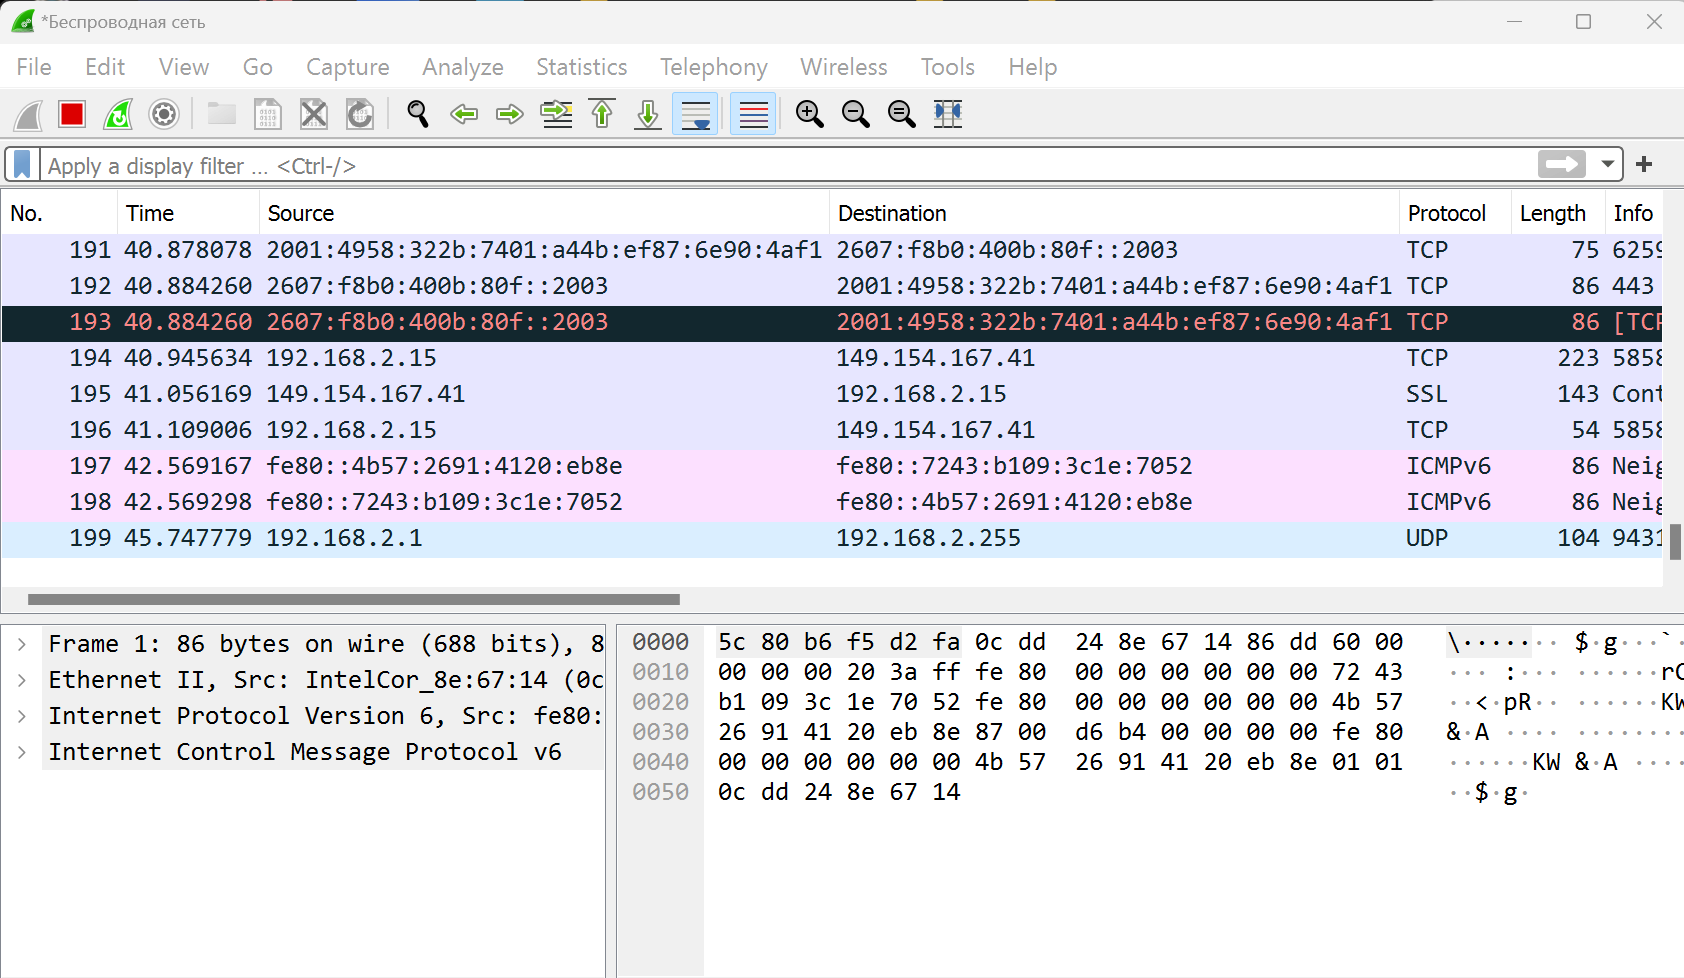 *Беспроводная сеть
File Edit View Go Capture Analyze Statistics Telephony Wireless Tools Help
Apply a display filter ... <Ctrl-/>
No. Time Source Destination Protocol Length Info
191 40.878078 2001:4958:322b:7401:a44b:ef87:6e90:4af1 2607:f8b0:400b:80f::2003 TCP 75 6259
192 40.884260 2607:f8b0:400b:80f::2003 2001:4958:322b:7401:a44b:ef87:6e90:4af1 TCP 86 443
193 40.884260 2607:f8b0:400b:80f::2003 2001:4958:322b:7401:a44b:ef87:6e90:4af1 TCP 86 [TCP
194 40.945634 192.168.2.15 149.154.167.41 TCP 223 5858
195 41.056169 149.154.167.41 192.168.2.15 SSL 143 Cont
196 41.109006 192.168.2.15 149.154.167.41 TCP 54 5858
197 42.569167 fe80::4b57:2691:4120:eb8e fe80::7243:b109:3c1e:7052 ICMPv6 86 Neig
198 42.569298 fe80::7243:b109:3c1e:7052 fe80::4b57:2691:4120:eb8e ICMPv6 86 Neig
199 45.747779 192.168.2.1 192.168.2.255 UDP 104 9431
Frame 1: 86 bytes on wire (688 bits), 8
Ethernet II, Src: IntelCor_8e:67:14 (0c
Internet Protocol Version 6, Src: fe80:
Internet Control Message Protocol v6
0000 5c 80 b6 f5 d2 fa 0c dd 24 8e 67 14 86 dd 60 00 \······· $·g···`·
0010 00 00 00 20 3a ff fe 80 00 00 00 00 00 00 72 43 ··· :··· ······rC
0020 b1 09 3c 1e 70 52 fe 80 00 00 00 00 00 00 4b 57 ··<·pR·· ······KW
0030 26 91 41 20 eb 8e 87 00 d6 b4 00 00 00 00 fe 80 &·A ···· ········
0040 00 00 00 00 00 00 4b 57 26 91 41 20 eb 8e 01 01 ······KW &·A ····
0050 0c dd 24 8e 67 14 ··$·g·